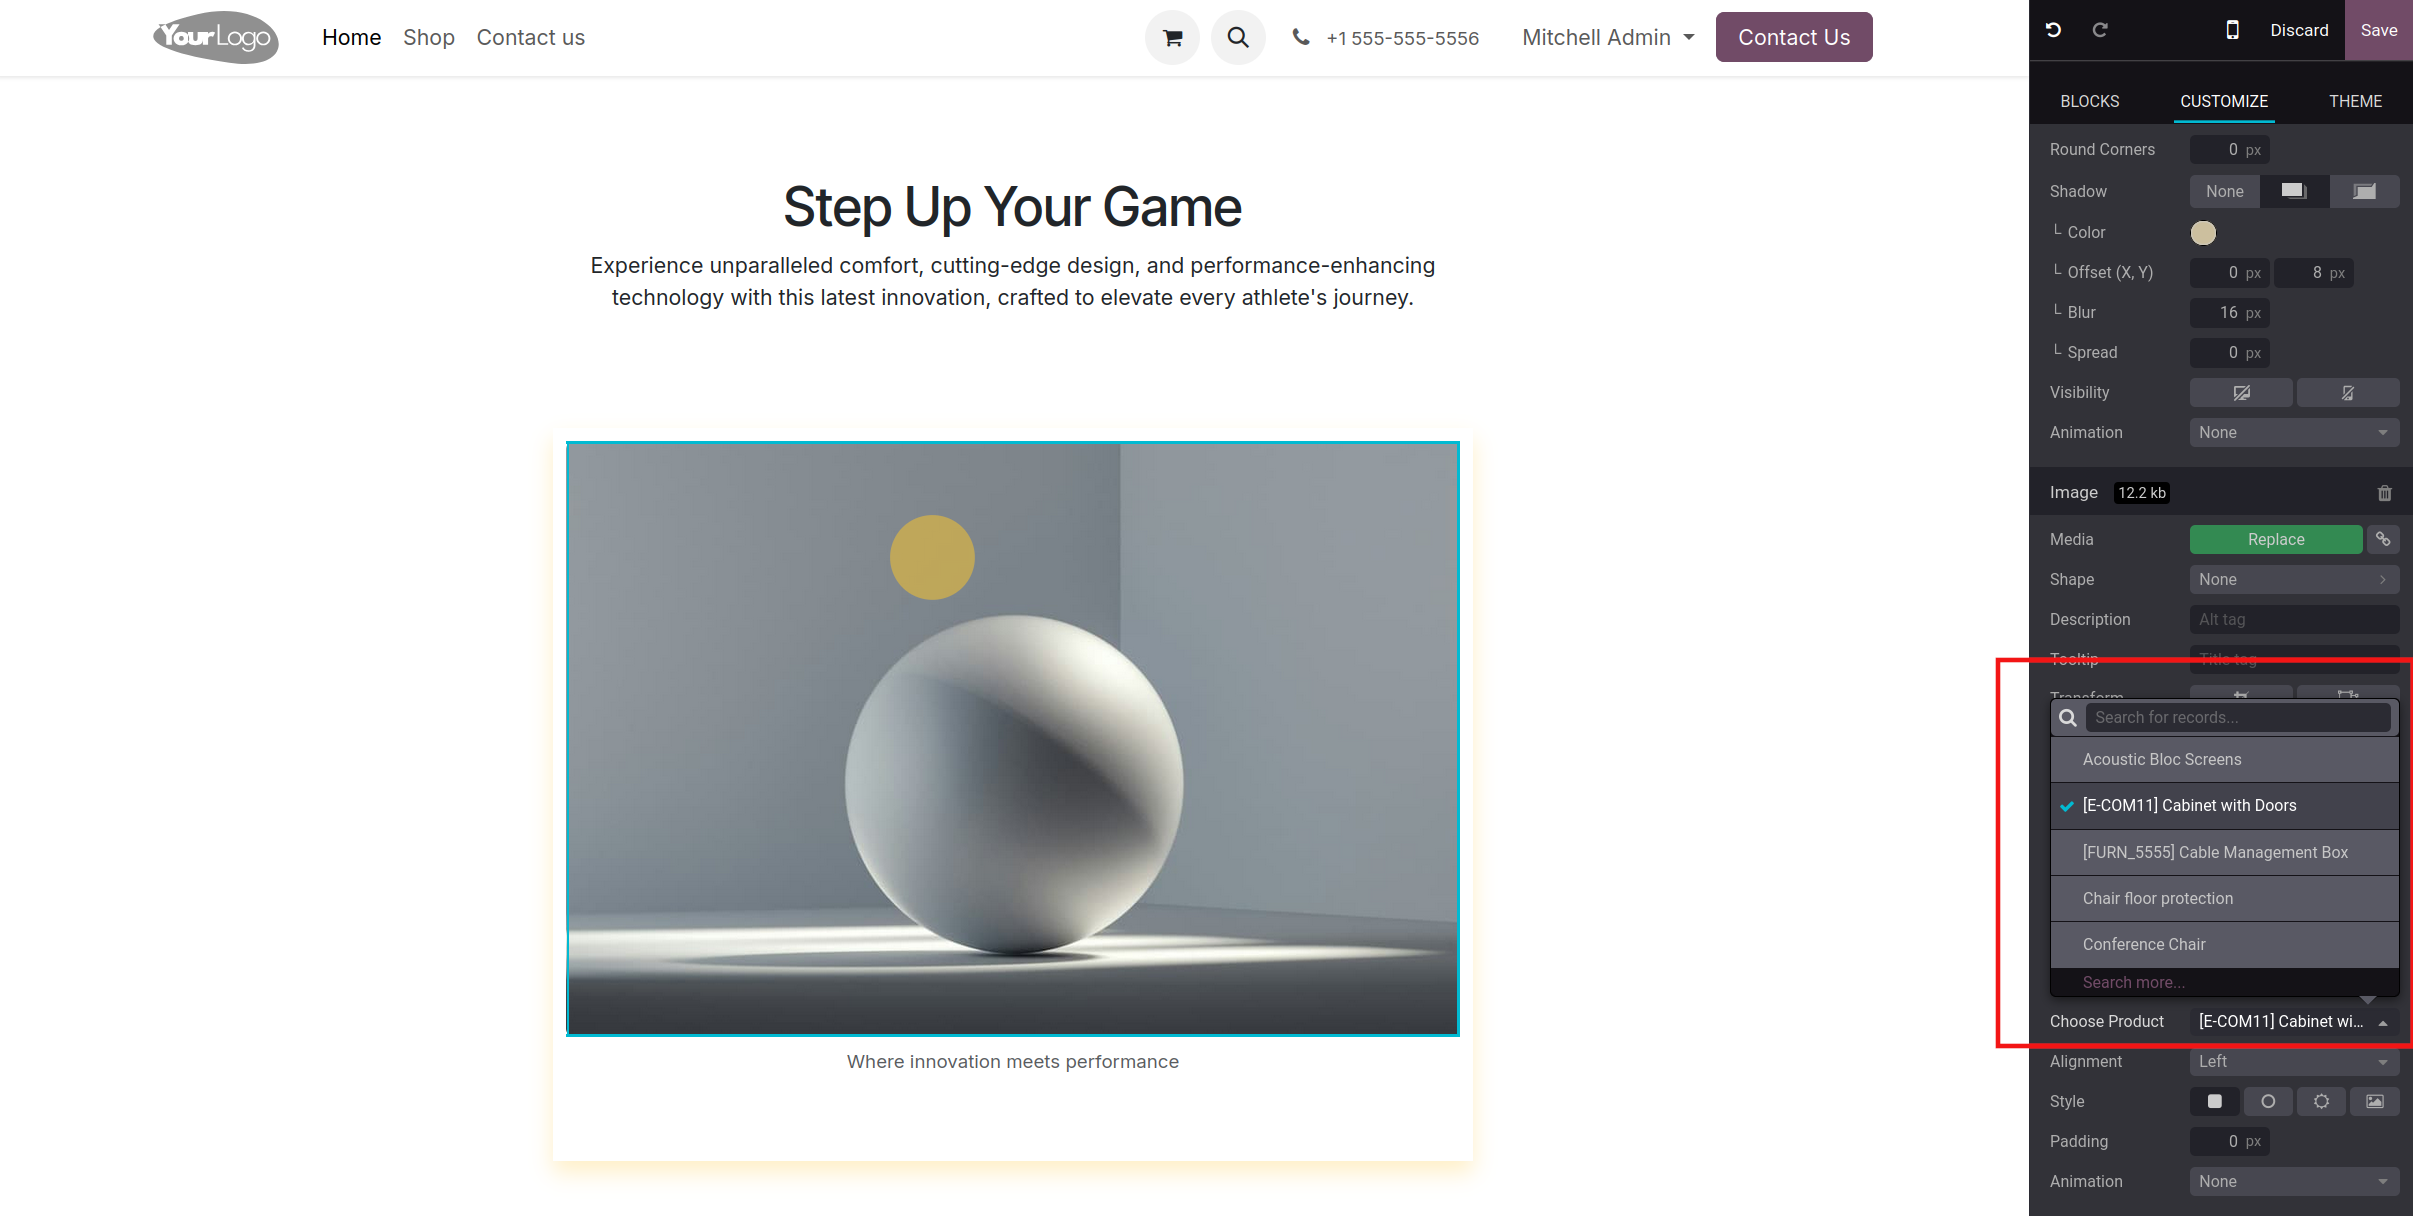 YourLogo
Home Shop Contact us
+1 555-555-5556 Mitchell Admin Contact Us
Discard Save
BLOCKS CUSTOMIZE THEME
Step Up Your Game
Experience unparalleled comfort, cutting-edge design, and performance-enhancing
technology with this latest innovation, crafted to elevate every athlete's journey.
Where innovation meets performance
Round Corners 0 px
Shadow None
Color
Offset (X, Y) 0 px 8 px
Blur 16 px
Spread 0 px
Visibility
Animation None
Image 12.2 kb
Media Replace
Shape None
Description Alt tag
Tooltip Title tag
Transform
Search for records...
Acoustic Bloc Screens
[E-COM11] Cabinet with Doors
[FURN_5555] Cable Management Box
Chair floor protection
Conference Chair
Search more...
Choose Product [E-COM11] Cabinet wi...
Alignment Left
Style
Padding 0 px
Animation None